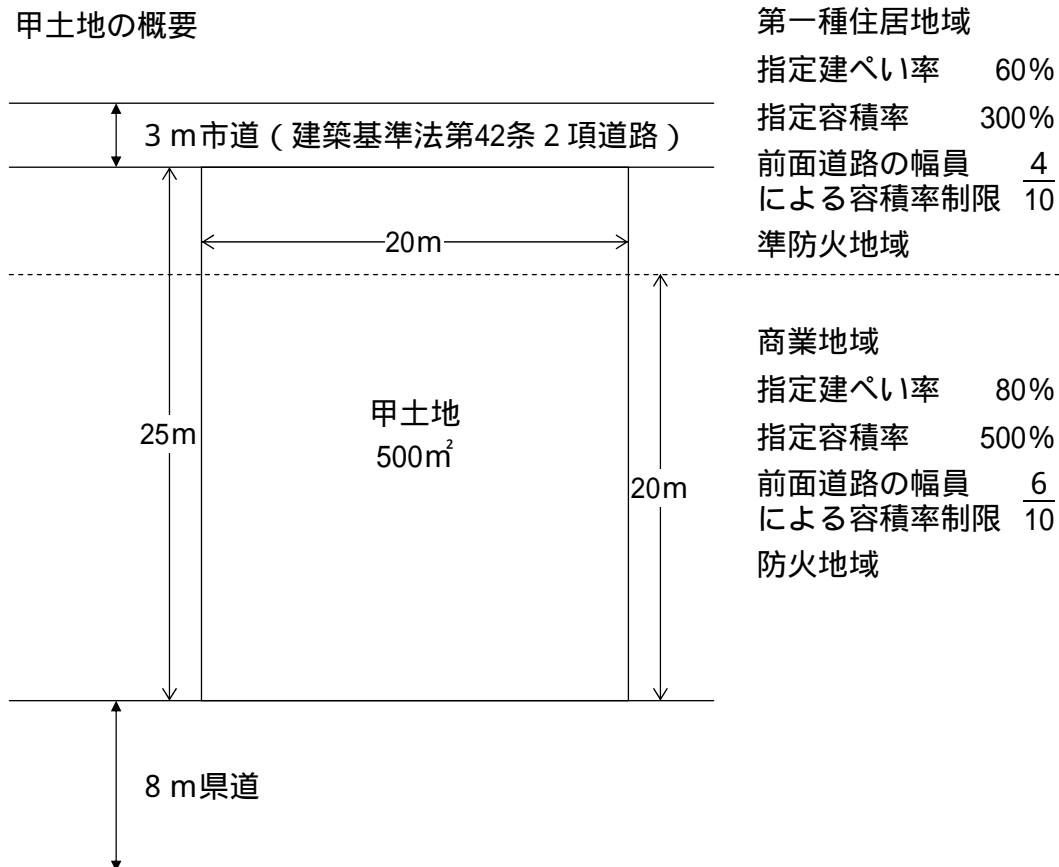 甲土地の概要
3m市道(建築基準法第42条2項道路)
20m
25m
甲土地
500㎡
20m
8m県道
第一種住居地域
指定建ぺい率 60%
指定容積率 300%
前面道路の幅員
による容積率制限 4/10
準防火地域
商業地域
指定建ぺい率 80%
指定容積率 500%
前面道路の幅員
による容積率制限 6/10
防火地域